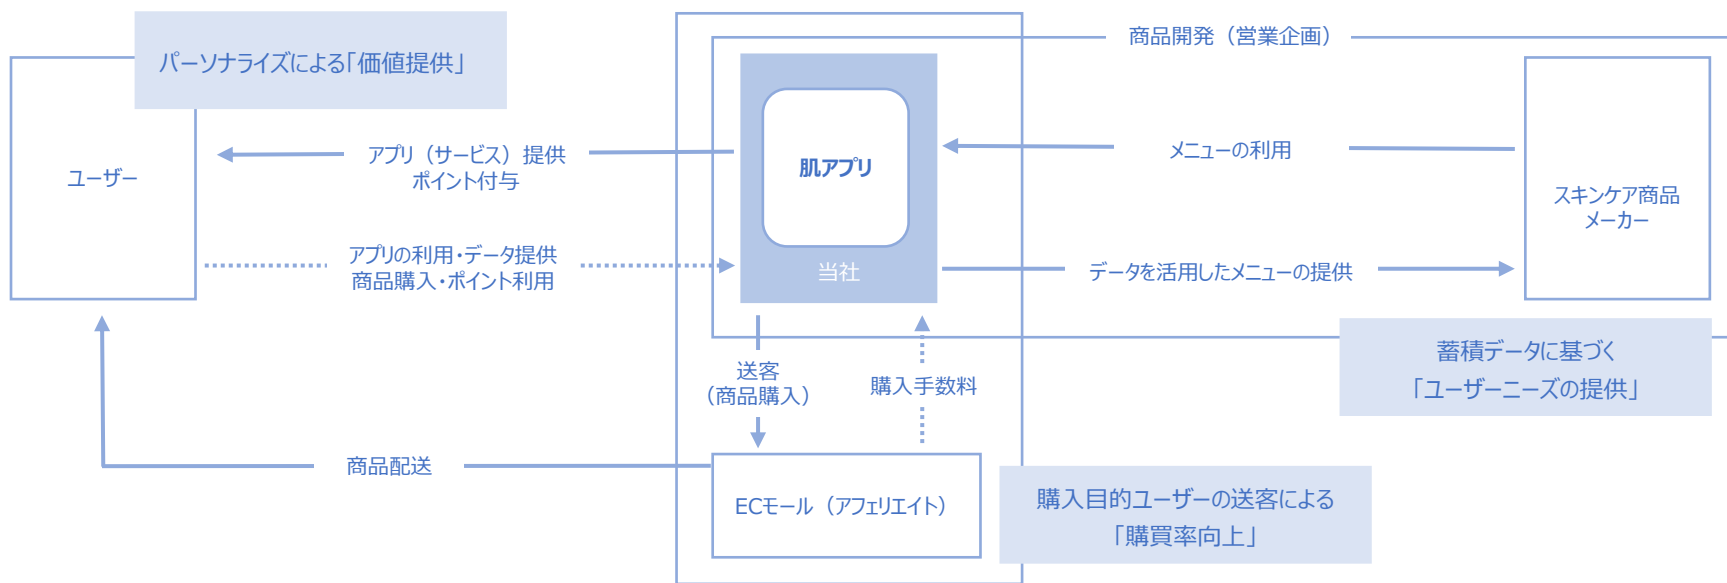 パーソナライズによる「価値提供」
ユーザー
アプリ（サービス）提供
ポイント付与
アプリの利用・データ提供
商品購入・ポイント利用
肌アプリ
当社
商品開発（営業企画）
メニューの利用
データを活用したメニューの提供
スキンケア商品
メーカー
蓄積データに基づく
「ユーザーニーズの提供」
送客
（商品購入）
購入手数料
商品配送
ECモール（アフェリエイト）
購入目的ユーザーの送客による
「購買率向上」